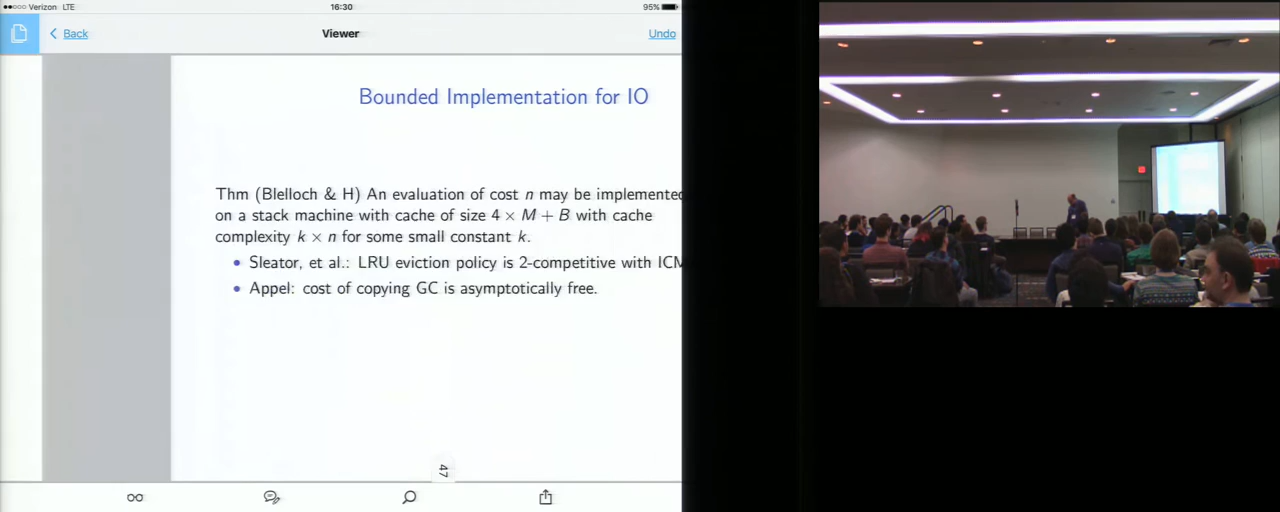 Verizon LTE
16:30
95%
Back
Viewer
Undo
Bounded Implementation for IO
Thm (Blelloch & H) An evaluation of cost n may be implemented
on a stack machine with cache of size 4 × M + B with cache
complexity k × n for some small constant k.
• Sleator, et al.: LRU eviction policy is 2-competitive with ICM
• Appel: cost of copying GC is asymptotically free.
47